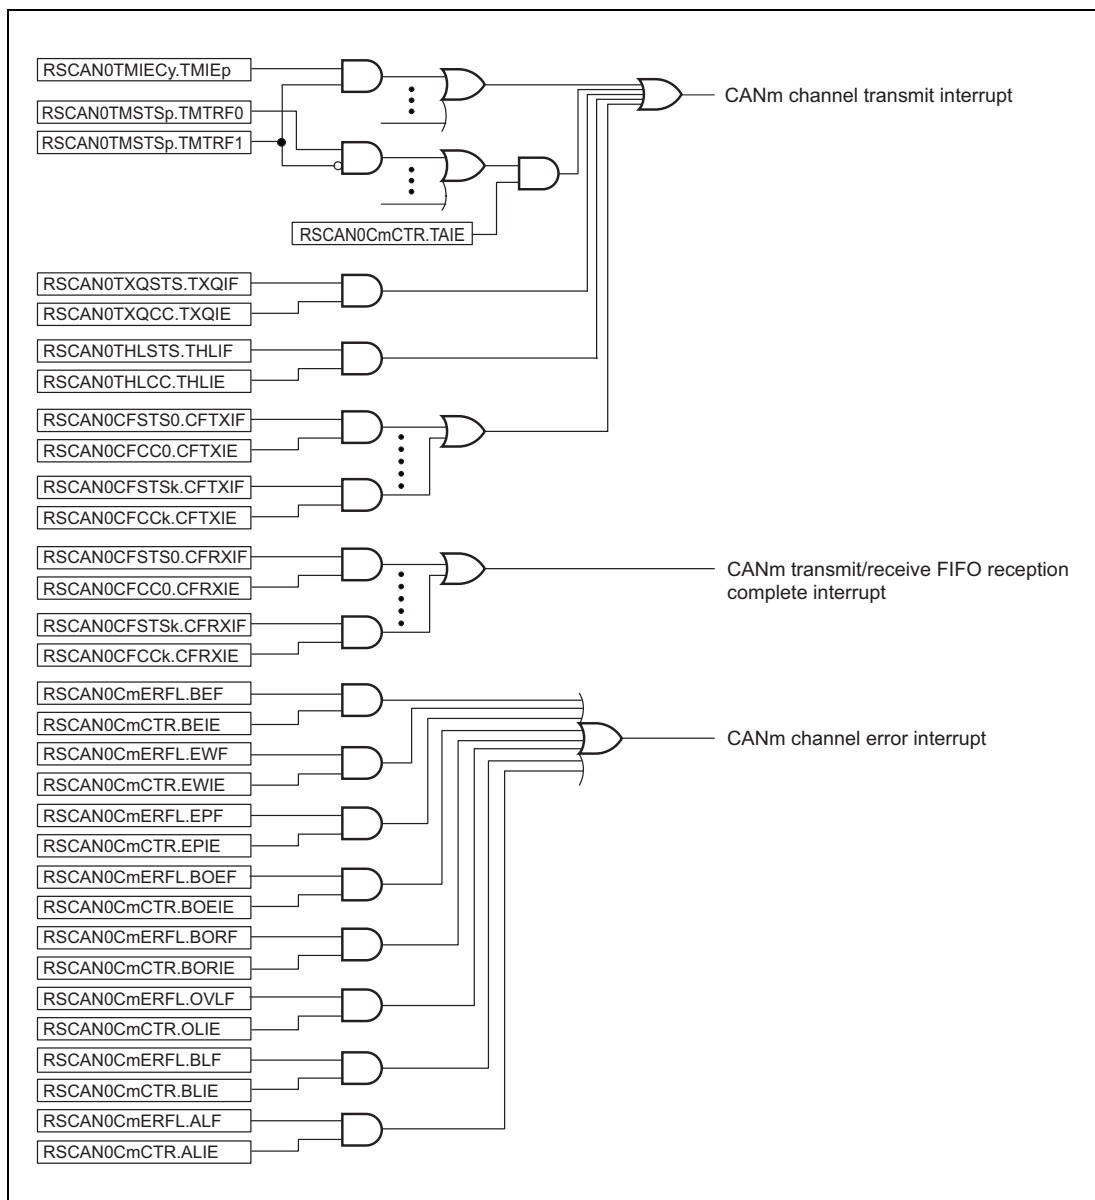 RSCAN0TMIECy.TMIEp
CANm channel transmit interrupt
RSCAN0TMSTSp.TMTRF0
RSCAN0TMSTSp.TMTRF1
RSCAN0CmCTR.TAIE
RSCAN0TXQSTS.TXQIF
RSCAN0TXQCC.TXQIE
RSCAN0THLSTS.THLIF
RSCAN0THLCC.THLIE
RSCAN0CFSTS0.CFTXIF
RSCAN0CFCC0.CFTXIE
RSCAN0CFSTSk.CFTXIF
RSCAN0CFCCk.CFTXIE
RSCAN0CFSTS0.CFRXIF
RSCAN0CFCC0.CFRXIE
CANm transmit/receive FIFO reception
complete interrupt
RSCAN0CFSTSk.CFRXIF
RSCAN0CFCCk.CFRXIE
RSCAN0CmERFL.BEF
RSCAN0CmCTR.BEIE
CANm channel error interrupt
RSCAN0CmERFL.EWF
RSCAN0CmCTR.EWIE
RSCAN0CmERFL.EPF
RSCAN0CmCTR.EPIE
RSCAN0CmERFL.BOEF
RSCAN0CmCTR.BOEIE
RSCAN0CmERFL.BORF
RSCAN0CmCTR.BORIE
RSCAN0CmERFL.OVLF
RSCAN0CmCTR.OLIE
RSCAN0CmERFL.BLF
RSCAN0CmCTR.BLIE
RSCAN0CmERFL.ALF
RSCAN0CmCTR.ALIE